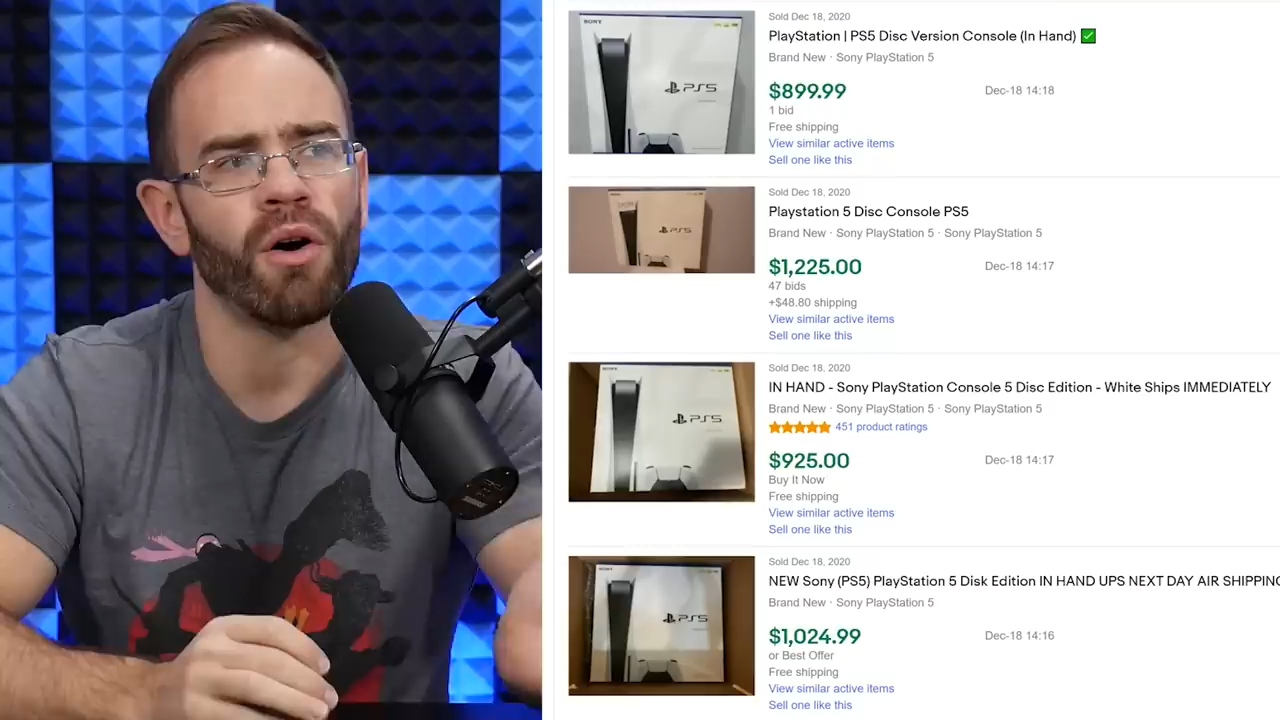 Sold Dec 18, 2020
PlayStation | PS5 Disc Version Console (In Hand) ✅
Brand New · Sony PlayStation 5
$899.99
Dec-18 14:18
1 bid
Free shipping
View similar active items
Sell one like this
SONY
PS5
Sold Dec 18, 2020
Playstation 5 Disc Console PS5
Brand New · Sony PlayStation 5 · Sony PlayStation 5
$1,225.00
Dec-18 14:17
47 bids
+$48.80 shipping
View similar active items
Sell one like this
PS5
Sold Dec 18, 2020
IN HAND - Sony PlayStation Console 5 Disc Edition - White Ships IMMEDIATELY
Brand New · Sony PlayStation 5 · Sony PlayStation 5
451 product ratings
$925.00
Dec-18 14:17
Buy It Now
Free shipping
View similar active items
Sell one like this
SONY
PS5
Sold Dec 18, 2020
NEW Sony (PS5) PlayStation 5 Disk Edition IN HAND UPS NEXT DAY AIR SHIPPING
Brand New · Sony PlayStation 5
$1,024.99
Dec-18 14:16
or Best Offer
Free shipping
View similar active items
Sell one like this
SONY
PS5